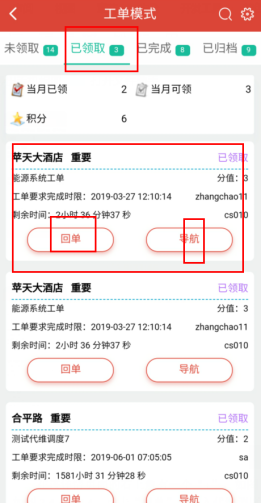 工单模式
未领取 14 已领取 3 已完成 8 已归档 9
当月已领 2 当月可领 3
积分 6
苹天大酒店 重要 已领取
能源系统工单 分值：3
工单要求完成时限：2019-03-27 12:10:14 zhangchao11
剩余时间：2小时 36 分钟37 秒 cs010
回单 导航
苹天大酒店 重要 已领取
能源系统工单 分值：3
工单要求完成时限：2019-03-27 12:10:14 zhangchao11
剩余时间：2小时 36 分钟37 秒 cs010
回单 导航
合平路 重要 已领取
测试代维调度7 分值：2
工单要求完成时限：2019-06-01 07:05:05 sa
剩余时间：1581小时 31 分钟28 秒 cs010
回单 导航